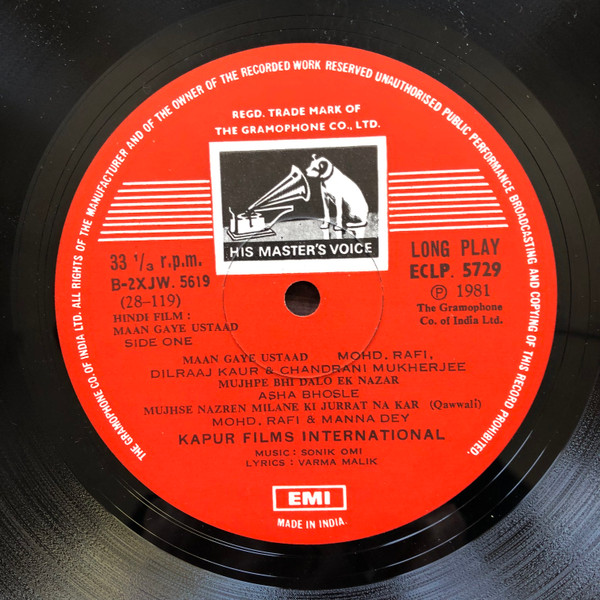 THE GRAMOPHONE CO. OF INDIA LTD. ALL RIGHTS OF THE MANUFACTURER AND OF THE OWNER OF THE RECORDED WORK RESERVED UNAUTHORISED PUBLIC PERFORMANCE BROADCASTING AND COPYING OF THIS RECORD PROHIBITED.
REGD. TRADE MARK OF
THE GRAMOPHONE CO., LTD.
HIS MASTER'S VOICE
33 1/3 r.p.m.
B-2XJW. 5619
(28-119)
HINDI FILM :
MAAN GAYE USTAAD
SIDE ONE
LONG PLAY
ECLP. 5729
Ⓟ 1981
The Gramophone
Co. of India Ltd.
MAAN GAYE USTAAD MOHD. RAFI,
DILRAAJ KAUR & CHANDRANI MUKHERJEE
MUJHPE BHI DALO EK NAZAR
ASHA BHOSLE
MUJHSE NAZREN MILANE KI JURRAT NA KAR (Qawwali)
MOHD. RAFI & MANNA DEY
KAPUR FILMS INTERNATIONAL
MUSIC : SONIK OMI
LYRICS : VARMA MALIK
EMI
MADE IN INDIA.